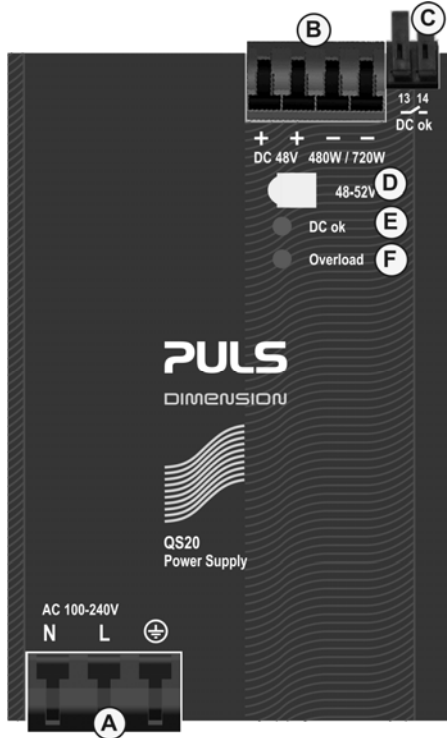 B
C
13 14
DC ok
+ + − −
DC 48V 480W / 720W
48-52V
D
DC ok
E
Overload
F
PULS
DIMENSION
QS20
Power Supply
AC 100-240V
N L
A